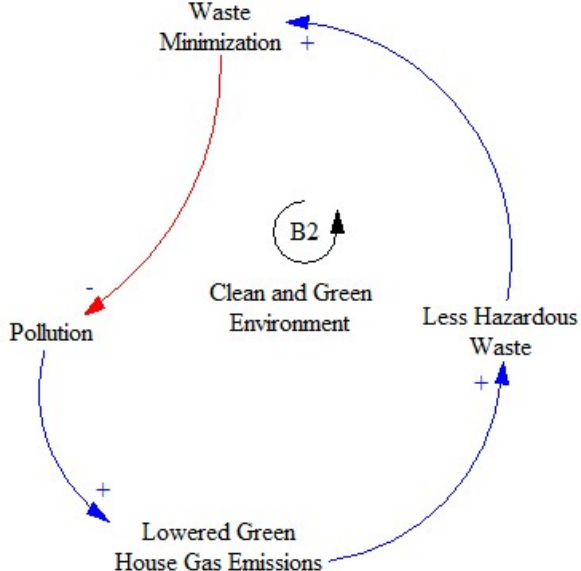 Waste
Minimization
+
B2
-
Clean and Green
Environment
Pollution
Less Hazardous
Waste
+
+
Lowered Green
House Gas Emissions